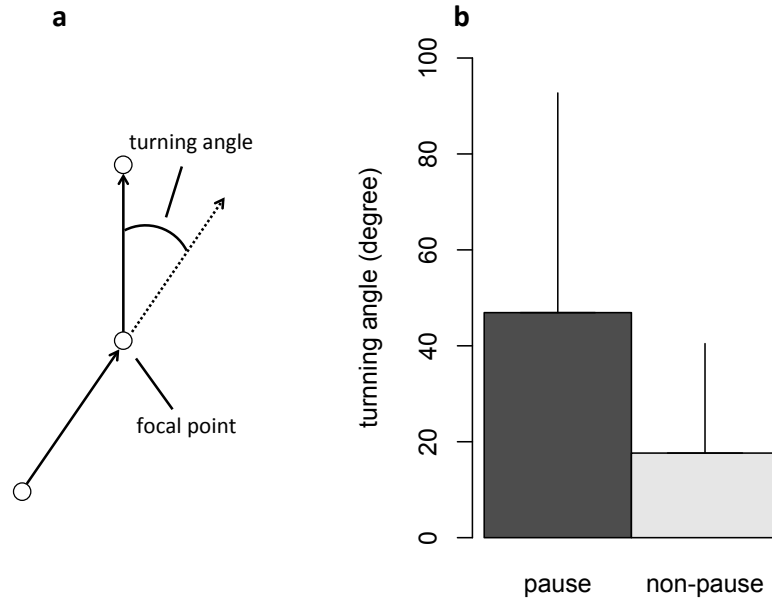 a
turning angle
focal point
b
turnning angle (degree)
100
80
60
40
20
0
pause
non-pause